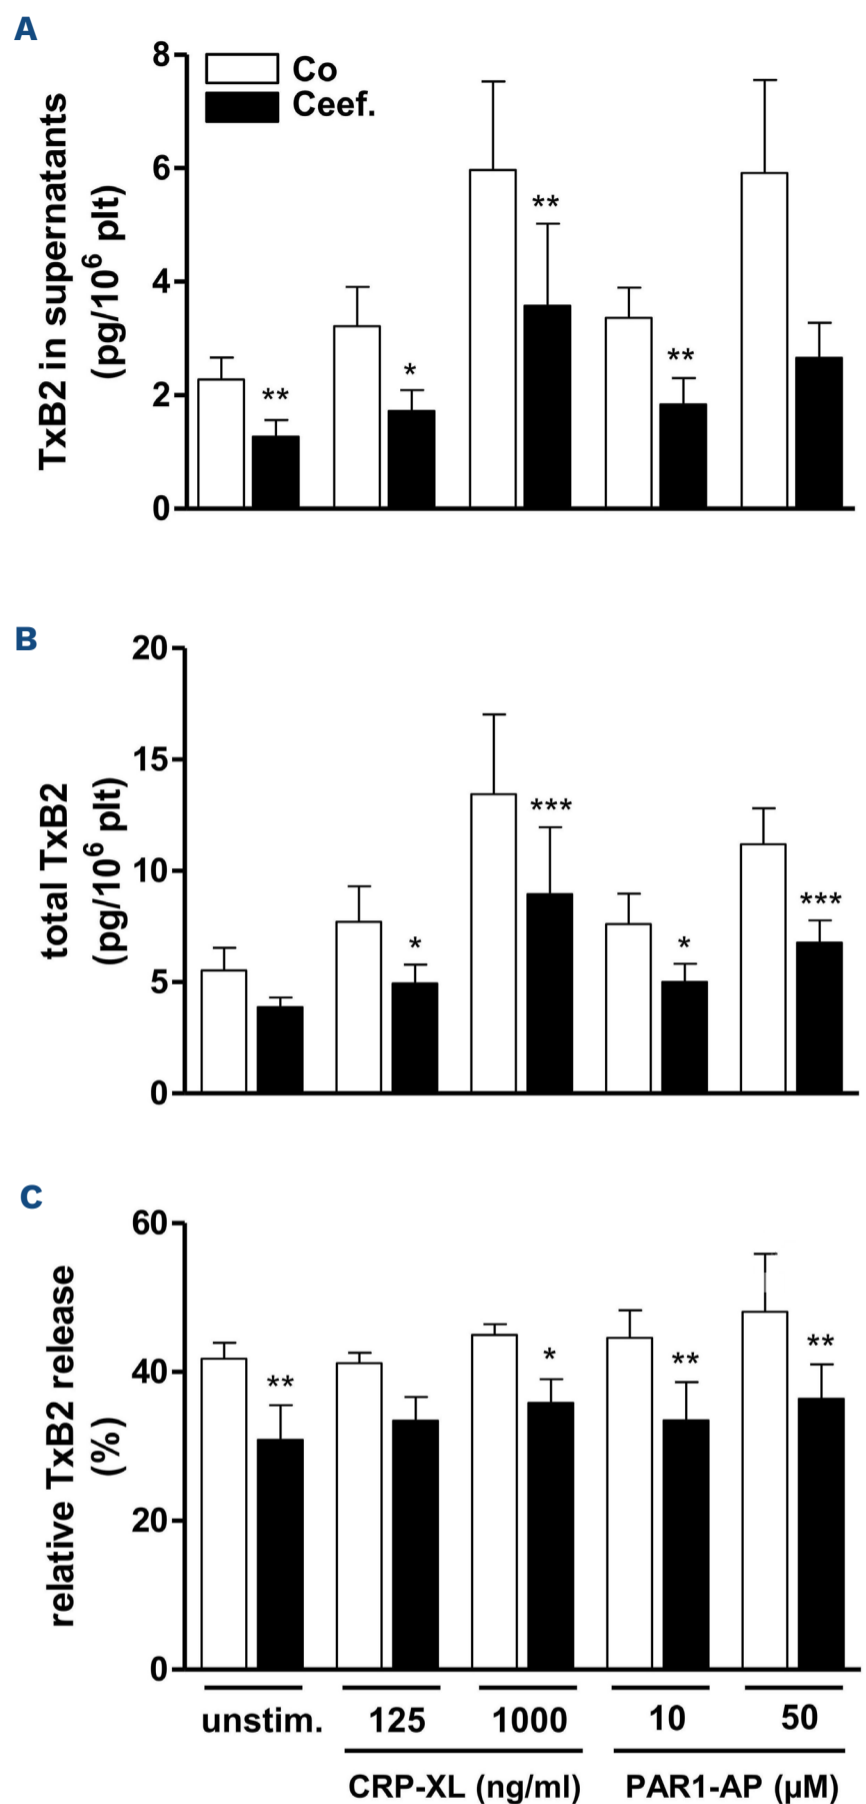 A
8
Co
Ceef.
6
4
2
0
TxB2 in supernatants
(pg/10⁶ plt)
**
*
**
**
B
20
15
10
5
0
total TxB2
(pg/10⁶ plt)
*
***
*
***
C
60
40
20
0
relative TxB2 release
(%)
**
*
**
**
unstim. 125 1000 10 50
CRP-XL (ng/ml) PAR1-AP (µM)